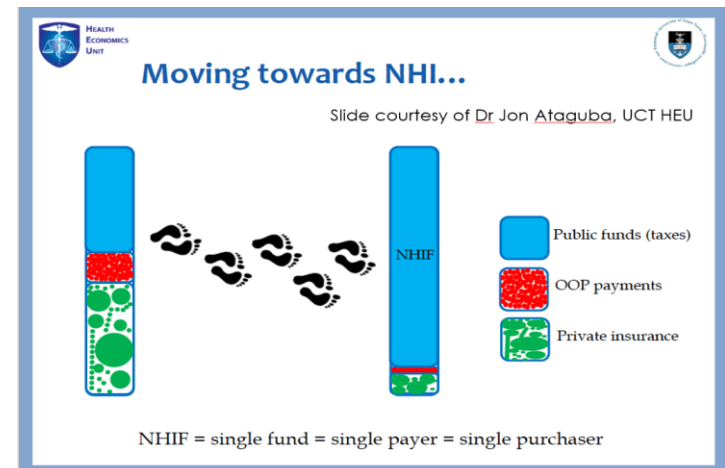 HEALTH
ECONOMICS
UNIT
Moving towards NHI...
Slide courtesy of Dr Jon Ataguba, UCT HEU
NHIF
Public funds (taxes)
OOP payments
Private insurance
NHIF = single fund = single payer = single purchaser